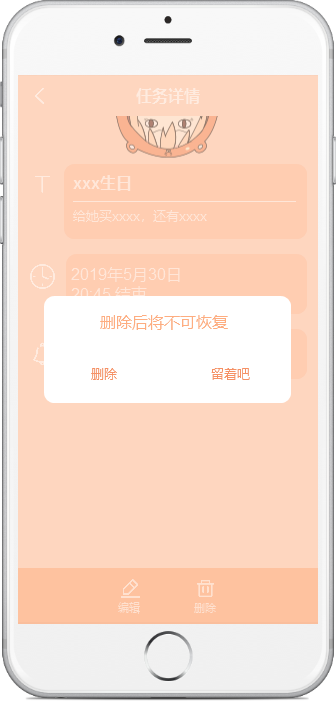 任务详情
T
xxx生日
给她买xxxx、还有xxxx
2019年5月30日
20:45 结束
删除后将不可恢复
删除
留着吧
编辑
删除